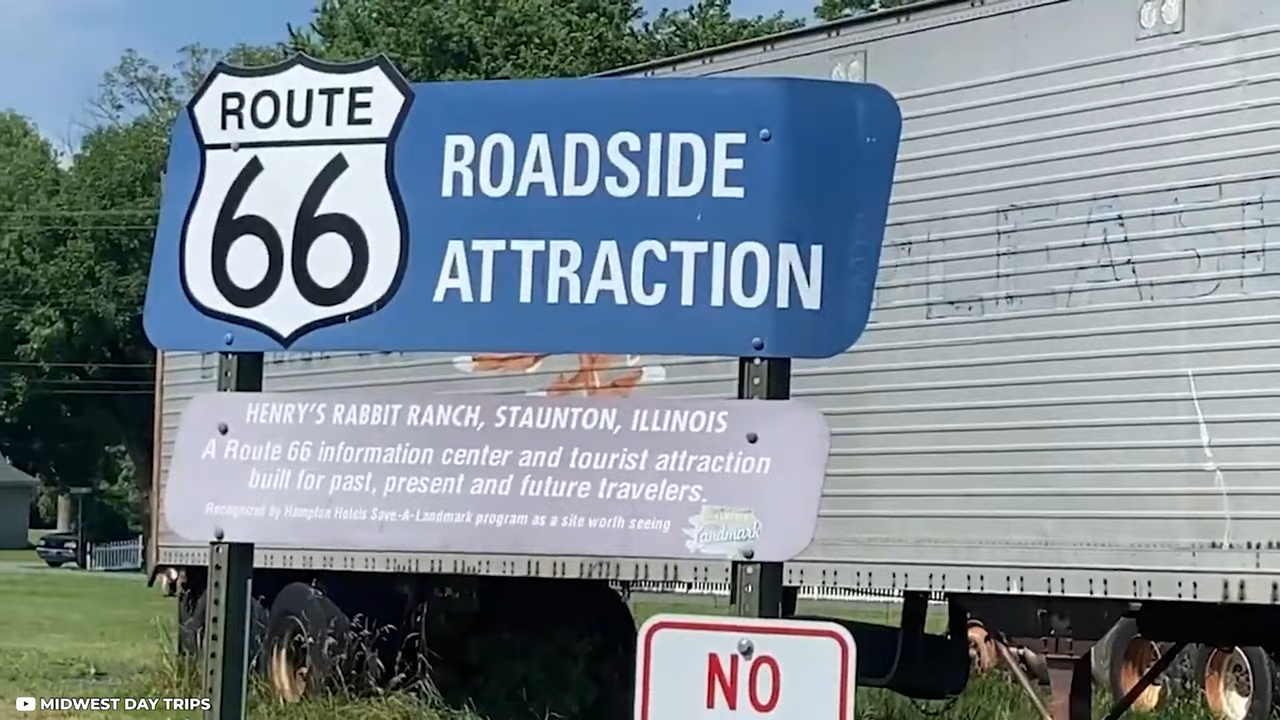 ROUTE
66
ROADSIDE
ATTRACTION
HENRY'S RABBIT RANCH, STAUNTON, ILLINOIS
A Route 66 information center and tourist attraction
built for past, present and future travelers.
Recognized by Hampton Hotels Save-A-Landmark program as a site worth seeing
Landmark
NO
MIDWEST DAY TRIPS